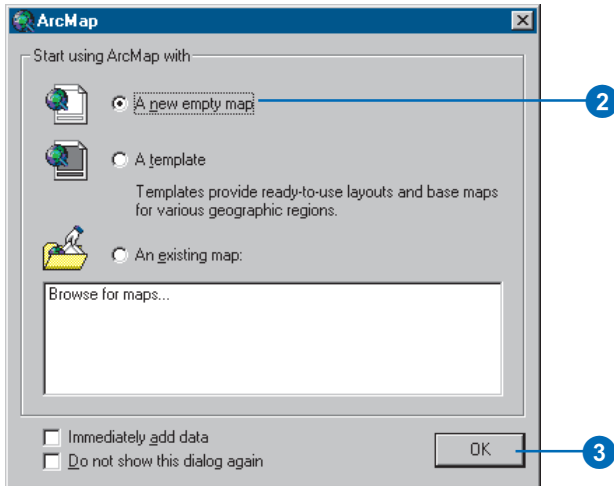 ArcMap
Start using ArcMap with
A new empty map
2
A template
Templates provide ready-to-use layouts and base maps
for various geographic regions.
An existing map:
Browse for maps...
Immediately add data
Do not show this dialog again
OK
3